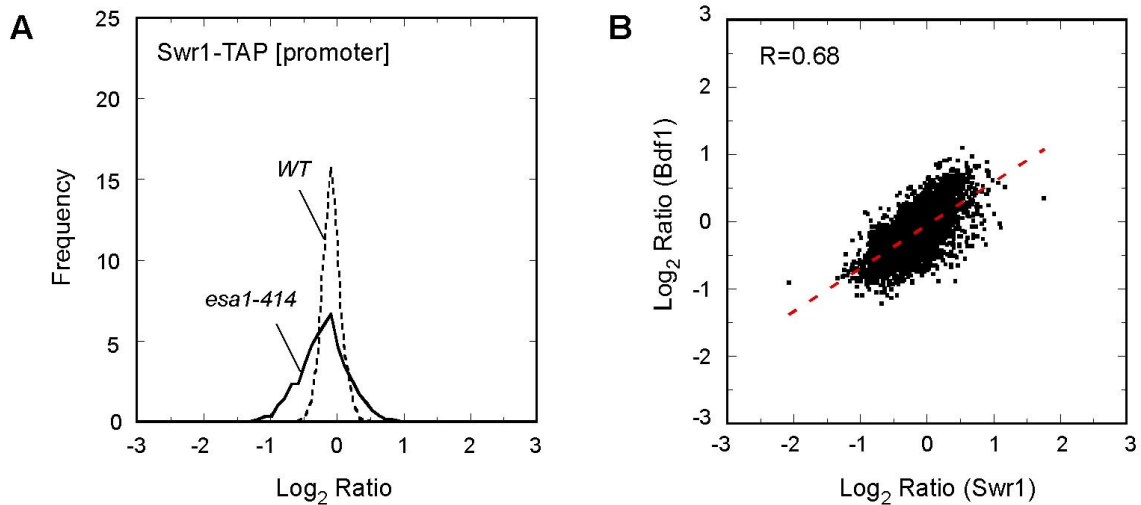 A
Swr1-TAP [promoter]
25
20
15
10
5
0
Frequency
WT
esa1-414
-3 -2 -1 0 1 2 3
Log2 Ratio
B
R=0.68
3
2
1
0
-1
-2
-3
Log2 Ratio (Bdf1)
-3 -2 -1 0 1 2 3
Log2 Ratio (Swr1)